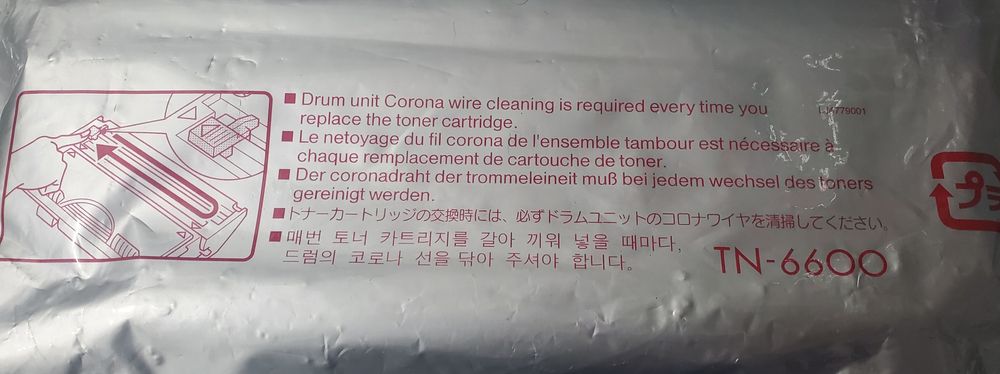 ■ Drum unit Corona wire cleaning is required every time you
replace the toner cartridge.
■ Le netoyage du fil corona de l'ensemble tambour est nécessaire à
chaque remplacement de cartouche de toner.
■ Der coronadraht der trommeleineit muß bei jedem wechsel des toners
gereinigt werden.
■ トナーカートリッジの交換時には、必ずドラムユニットのコロナワイヤを清掃してください。
■ 매번 토너 카트리지를 갈아 끼워 넣을 때마다,
드럼의 코로나 선을 닦아 주셔야 합니다.
TN-6600
プラ